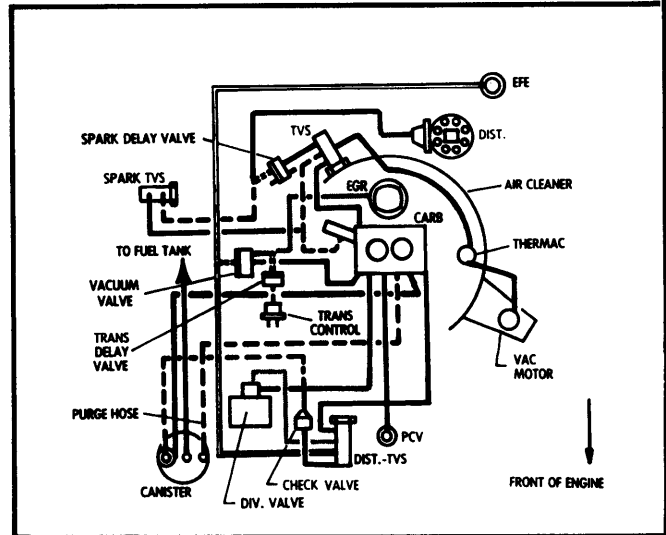 EFE
TVS
SPARK DELAY VALVE
DIST.
SPARK TVS
EGR
AIR CLEANER
CARB
TO FUEL TANK
THERMAC
VACUUM
VALVE
TRANS
CONTROL
TRANS
DELAY
VALVE
VAC
MOTOR
PURGE HOSE
PCV
DIST.-TVS
CHECK VALVE
CANISTER
DIV. VALVE
FRONT OF ENGINE